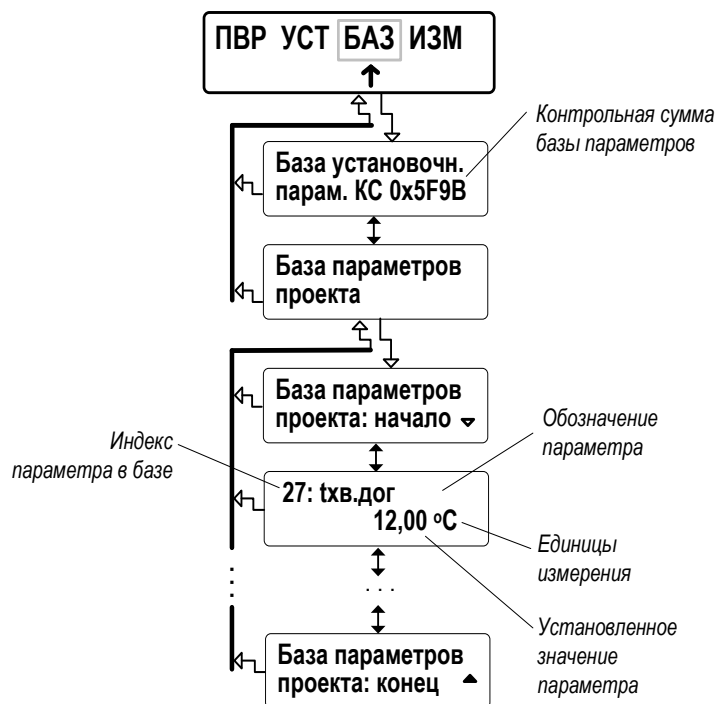 ПВР УСТ БАЗ ИЗМ
Контрольная сумма
базы параметров
База установочн.
парам. КС 0x5F9B
База параметров
проекта
База параметров
проекта: начало
Обозначение
параметра
Индекс
параметра в базе
27: tхв.дог
12,00 ºC
Единицы
измерения
. . .
Установленное
значение
параметра
База параметров
проекта: конец